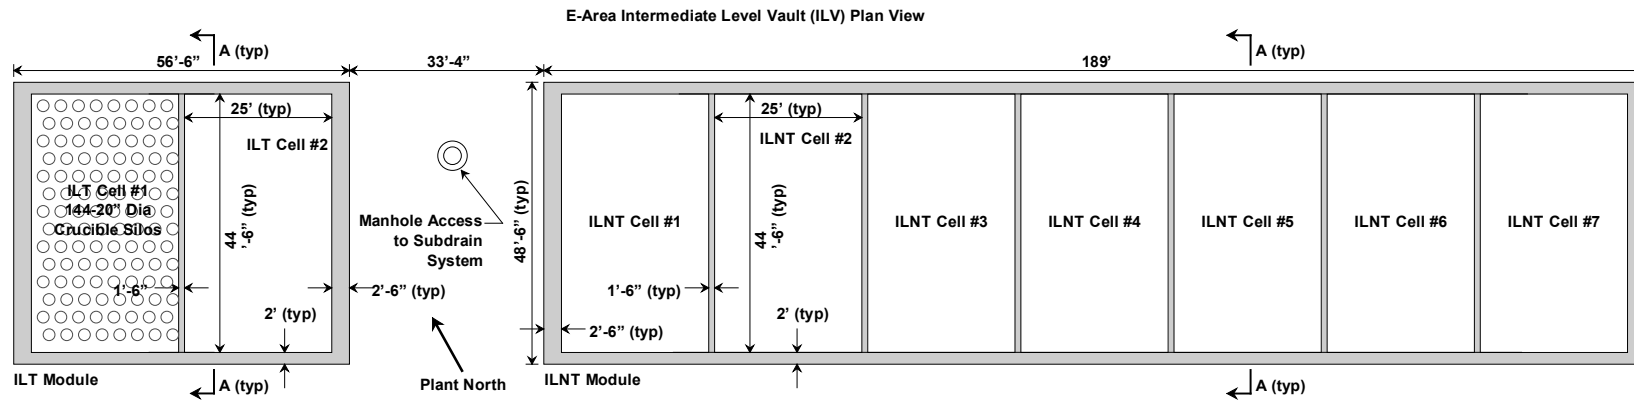 E-Area Intermediate Level Vault (ILV) Plan View
A (typ)
A (typ)
56’-6”
33’-4”
189’
25’ (typ)
ILT Cell #2
ILT Cell #1
144-20” Dia
Crucible Silos
44
’-6” (typ)
1’-6”
2’ (typ)
2’-6” (typ)
Manhole Access
to Subdrain
System
Plant North
48’-6” (typ)
25’ (typ)
ILNT Cell #2
ILNT Cell #1
44
’-6” (typ)
ILNT Cell #3
ILNT Cell #4
ILNT Cell #5
ILNT Cell #6
ILNT Cell #7
1’-6” (typ)
2’ (typ)
2’-6” (typ)
ILT Module
A (typ)
ILNT Module
A (typ)